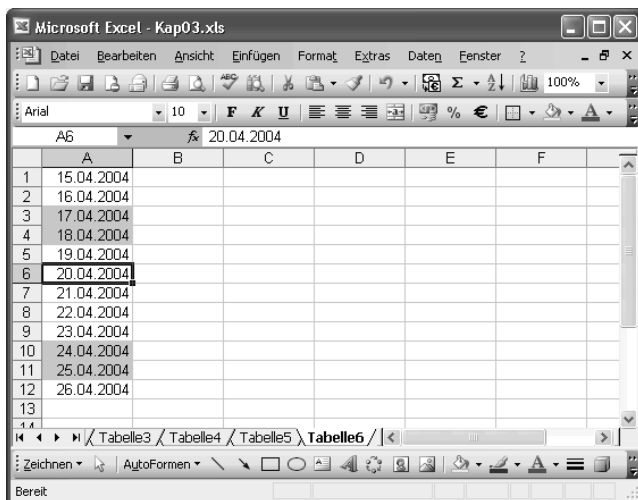 Microsoft Excel - Kap03.xls
Datei Bearbeiten Ansicht Einfügen Format Extras Daten Fenster ?
100%
Arial 10 F K U % €
A6 fx 20.04.2004
A B C D E F
1 15.04.2004
2 16.04.2004
3 17.04.2004
4 18.04.2004
5 19.04.2004
6 20.04.2004
7 21.04.2004
8 22.04.2004
9 23.04.2004
10 24.04.2004
11 25.04.2004
12 26.04.2004
13
14
Tabelle3 Tabelle4 Tabelle5 Tabelle6
Zeichnen AutoFormen
Bereit